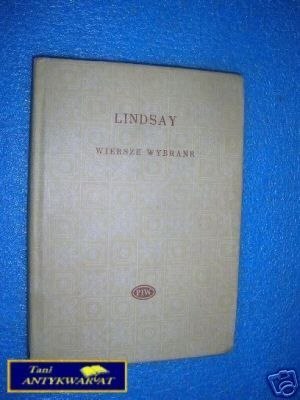 LINDSAY
WIERSZE WYBRANE
PIW
Tani
ANTYKWARIAT